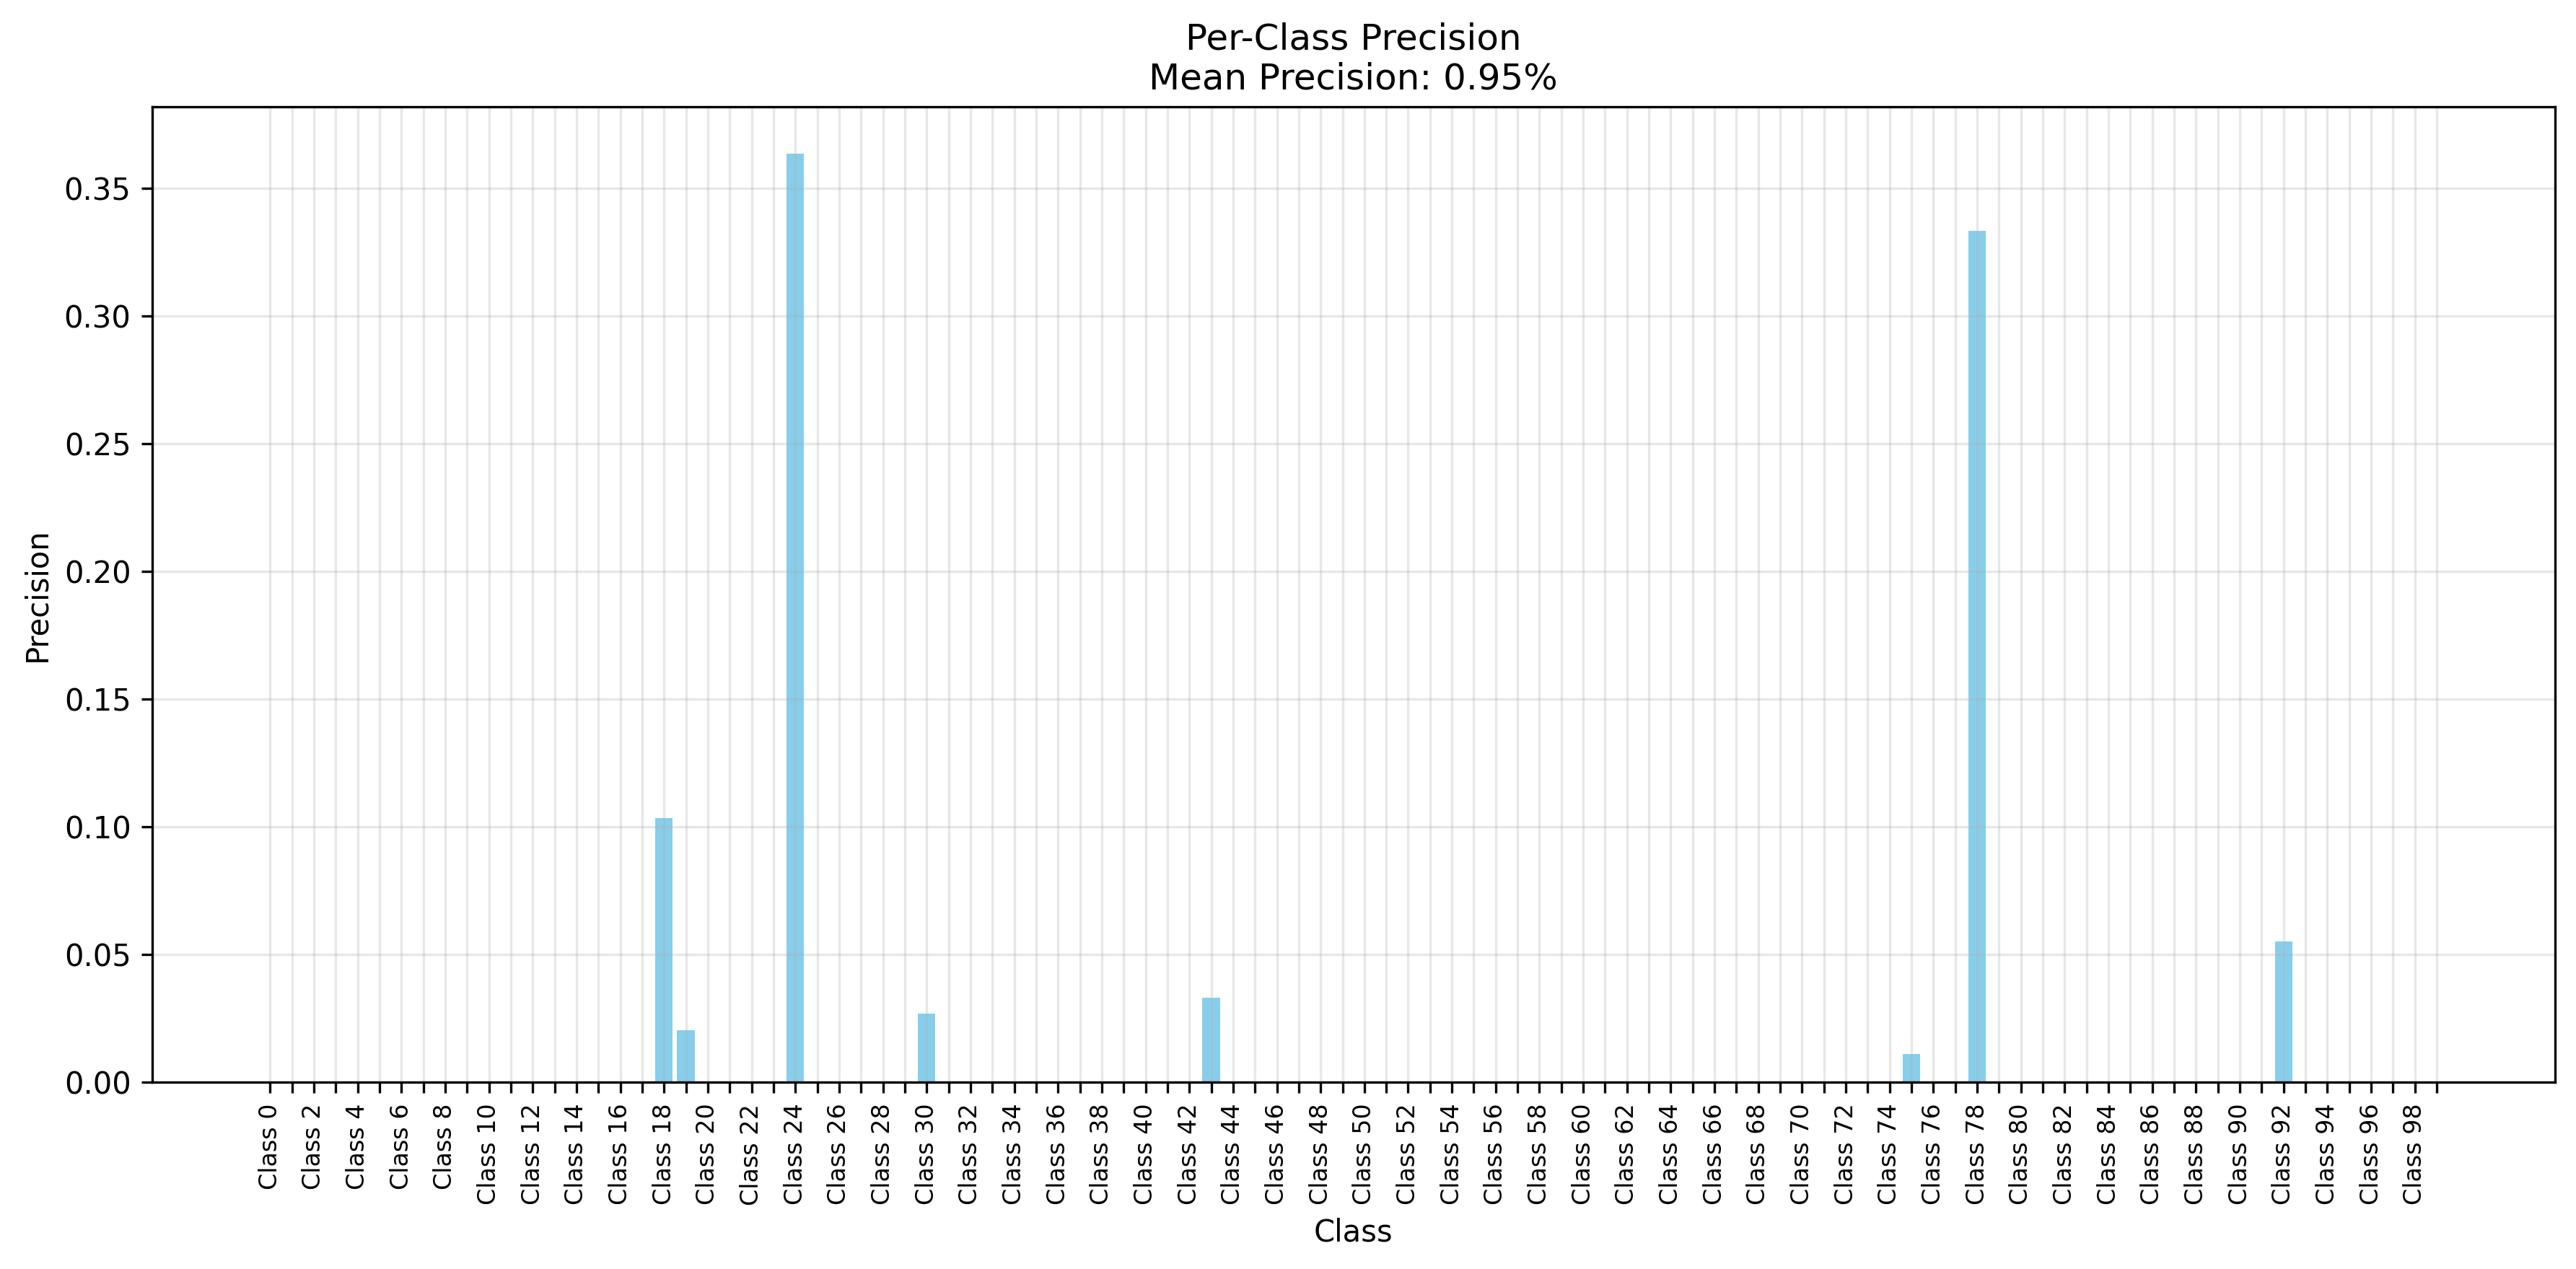 Per-Class Precision
Mean Precision: 0.95%
Precision
0.35
0.30
0.25
0.20
0.15
0.10
0.05
0.00
Class 0
Class 2
Class 4
Class 6
Class 8
Class 10
Class 12
Class 14
Class 16
Class 18
Class 20
Class 22
Class 24
Class 26
Class 28
Class 30
Class 32
Class 34
Class 36
Class 38
Class 40
Class 42
Class 44
Class 46
Class 48
Class 50
Class 52
Class 54
Class 56
Class 58
Class 60
Class 62
Class 64
Class 66
Class 68
Class 70
Class 72
Class 74
Class 76
Class 78
Class 80
Class 82
Class 84
Class 86
Class 88
Class 90
Class 92
Class 94
Class 96
Class 98
Class